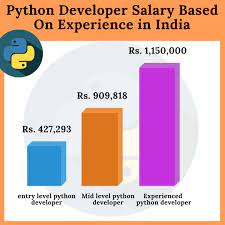 Python Developer Salary Based
On Experience in India
Rs. 1,150,000
Rs. 909,818
Rs. 427,293
entry level python
developer
Mid level python
developer
Experienced
python developer